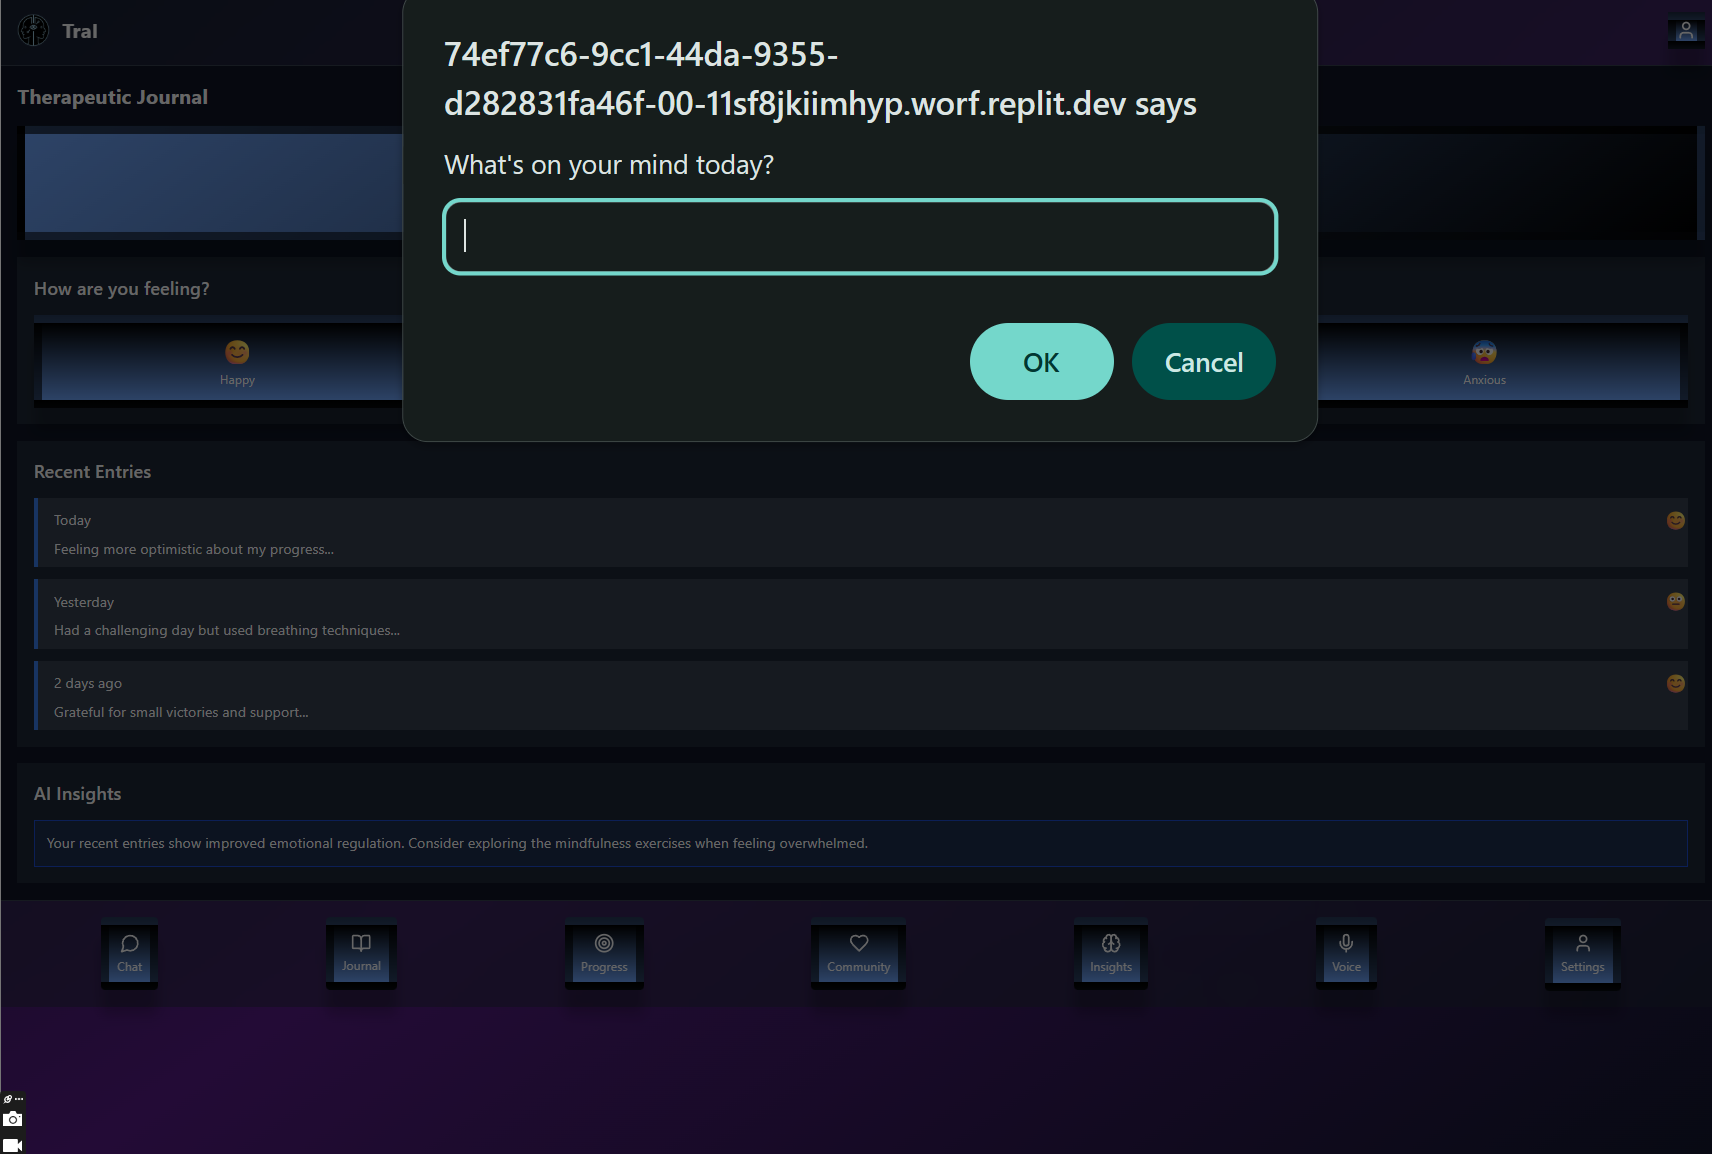 Tral
74ef77c6-9cc1-44da-9355-
d282831fa46f-00-11sf8jkiimhyp.worf.replit.dev says
What's on your mind today?
OK
Cancel
Therapeutic Journal
How are you feeling?
Happy
Anxious
Recent Entries
Today
Feeling more optimistic about my progress...
Yesterday
Had a challenging day but used breathing techniques...
2 days ago
Grateful for small victories and support...
AI Insights
Your recent entries show improved emotional regulation. Consider exploring the mindfulness exercises when feeling overwhelmed.
Chat
Journal
Progress
Community
Insights
Voice
Settings